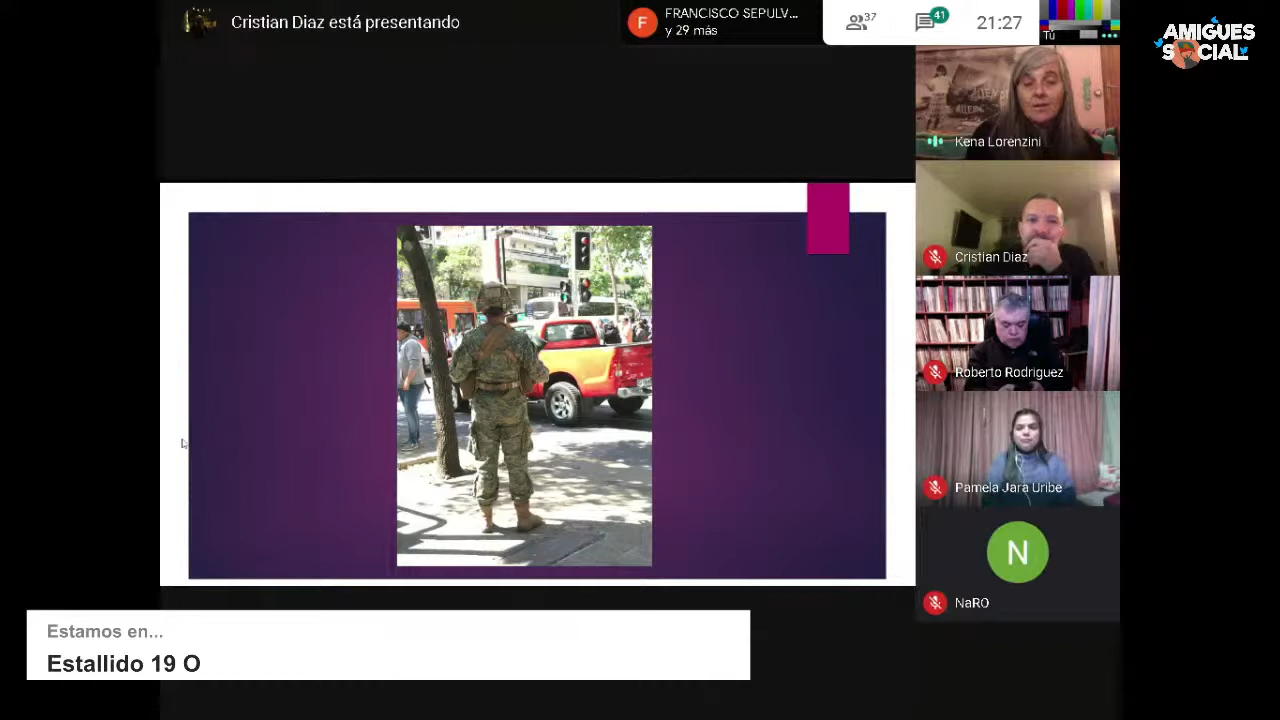 Cristian Diaz está presentando
FRANCISCO SEPULV...
y 29 más
F
37
41
21:27
Tú
AMIGUES
SOCIAL
Kena Lorenzini
Cristian Diaz
Roberto Rodriguez
Pamela Jara Uribe
N
NaRO
Estamos en...
Estallido 19 O